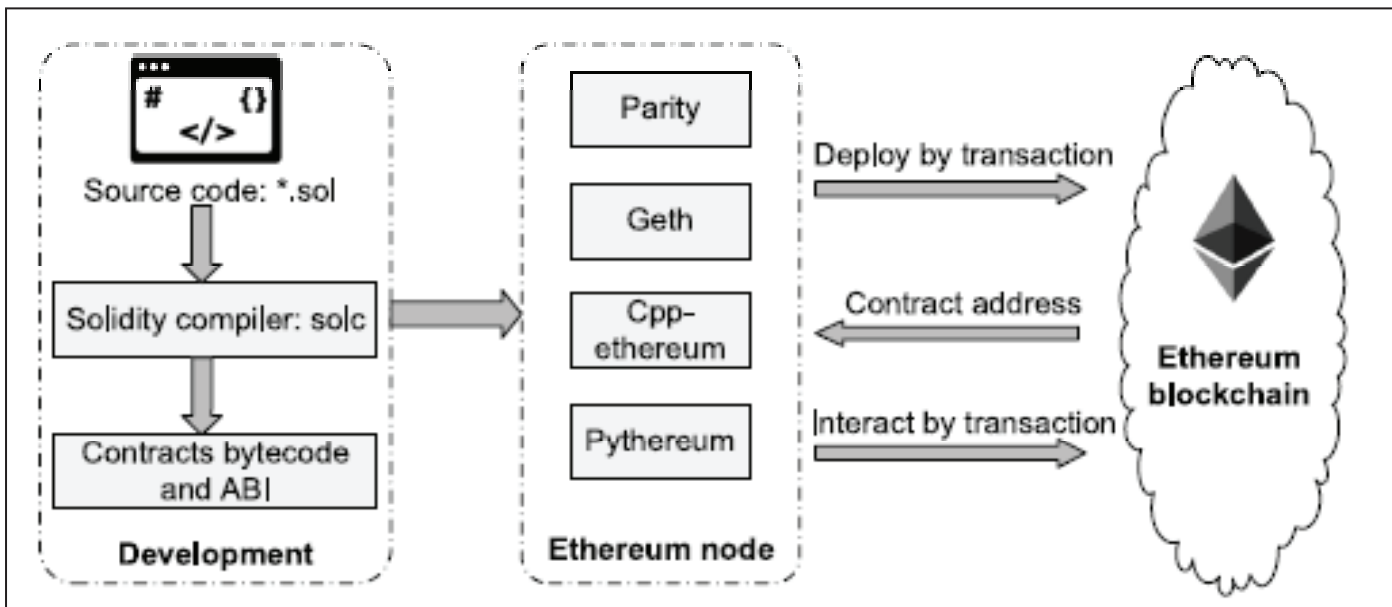 # {}
</>
Source code: *.sol
Solidity compiler: solc
Contracts bytecode
and ABI
Development
Parity
Geth
Cpp-
ethereum
Pythereum
Ethereum node
Deploy by transaction
Contract address
Interact by transaction
Ethereum
blockchain